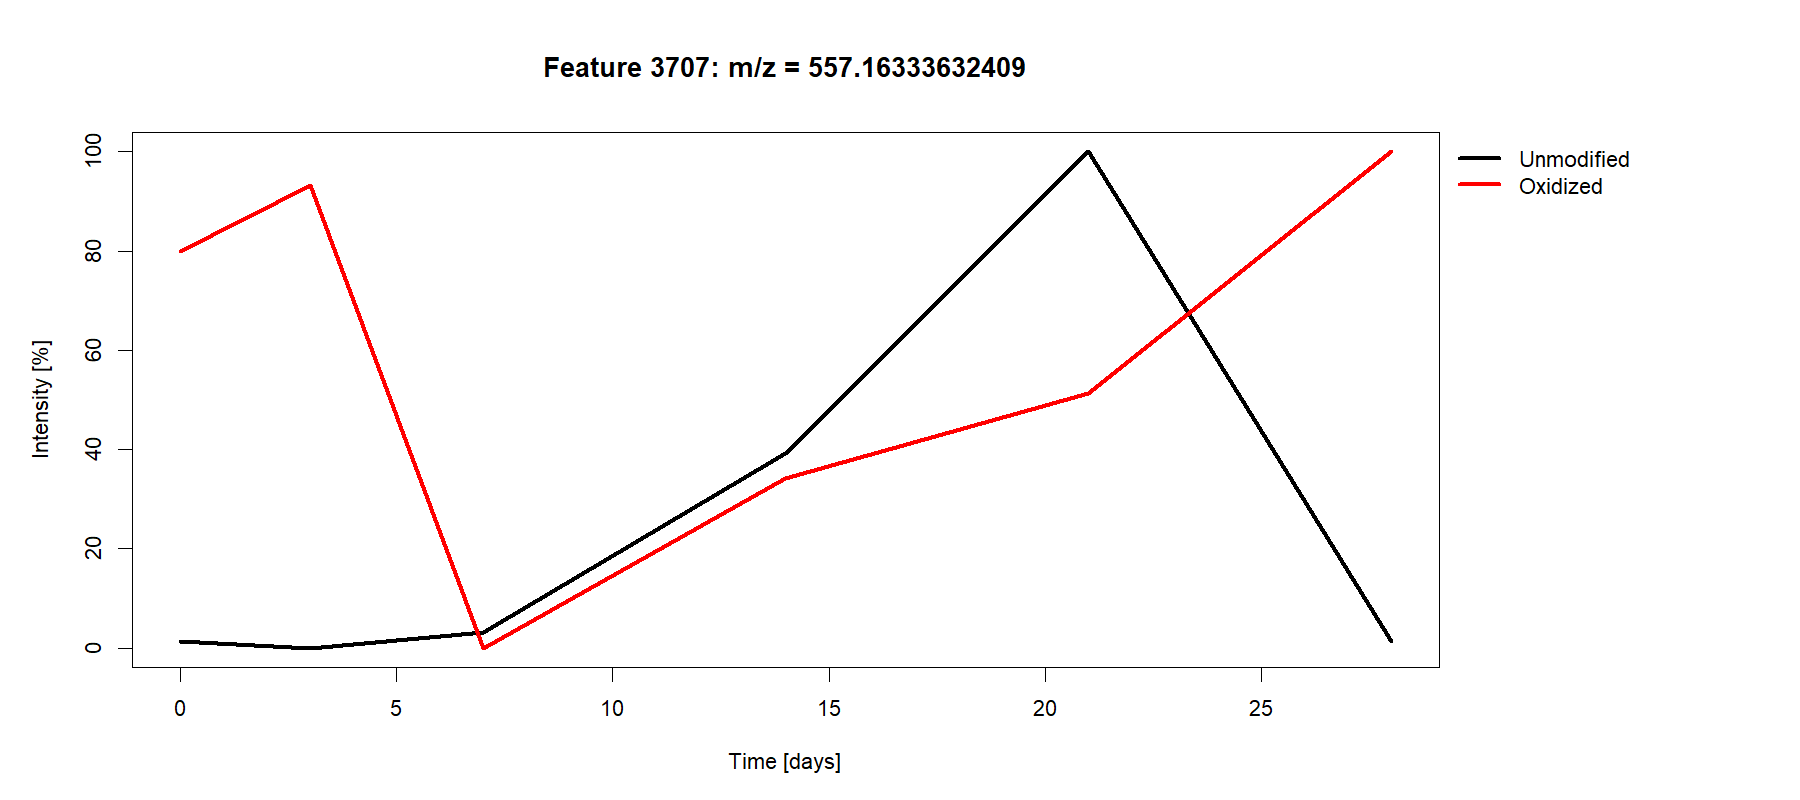 Feature 3707: m/z = 557.16333632409
Unmodified
Oxidized
Intensity [%]
100
80
60
40
20
0
0 5 10 15 20 25
Time [days]